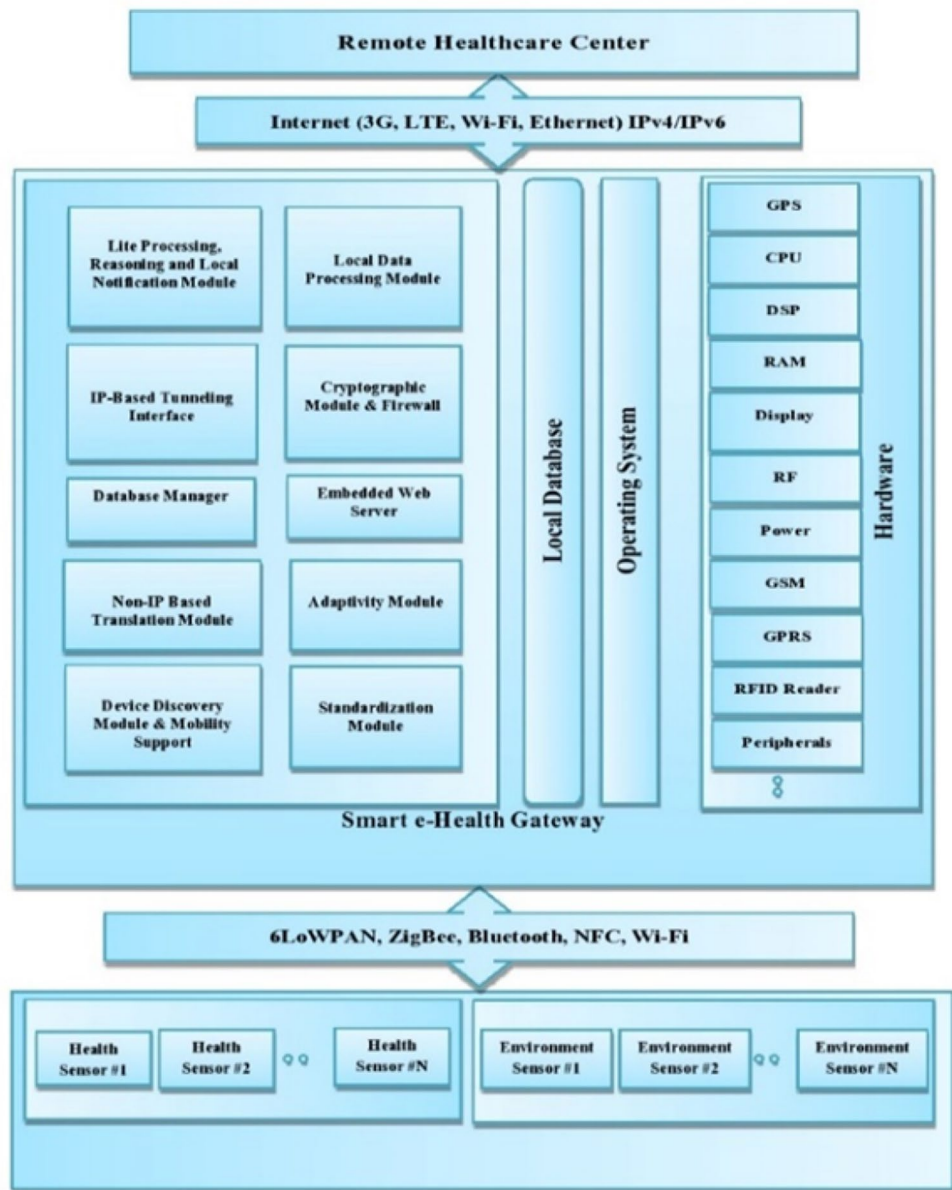 Remote Healthcare Center
Internet (3G, LTE, Wi-Fi, Ethernet) IPv4/IPv6
Lite Processing,
Reasoning and Local
Notification Module
Local Data
Processing Module
IP-Based Tunneling
Interface
Cryptographic
Module & Firewall
Database Manager
Embedded Web
Server
Non-IP Based
Translation Module
Adaptivity Module
Device Discovery
Module & Mobility
Support
Standardization
Module
Local Database
Operating System
GPS
CPU
DSP
RAM
Display
RF
Power
GSM
GPRS
RFID Reader
Peripherals
Hardware
Smart e-Health Gateway
6LoWPAN, ZigBee, Bluetooth, NFC, Wi-Fi
Health
Sensor #1
Health
Sensor #2
Health
Sensor #N
Environment
Sensor #1
Environment
Sensor #2
Environment
Sensor #N